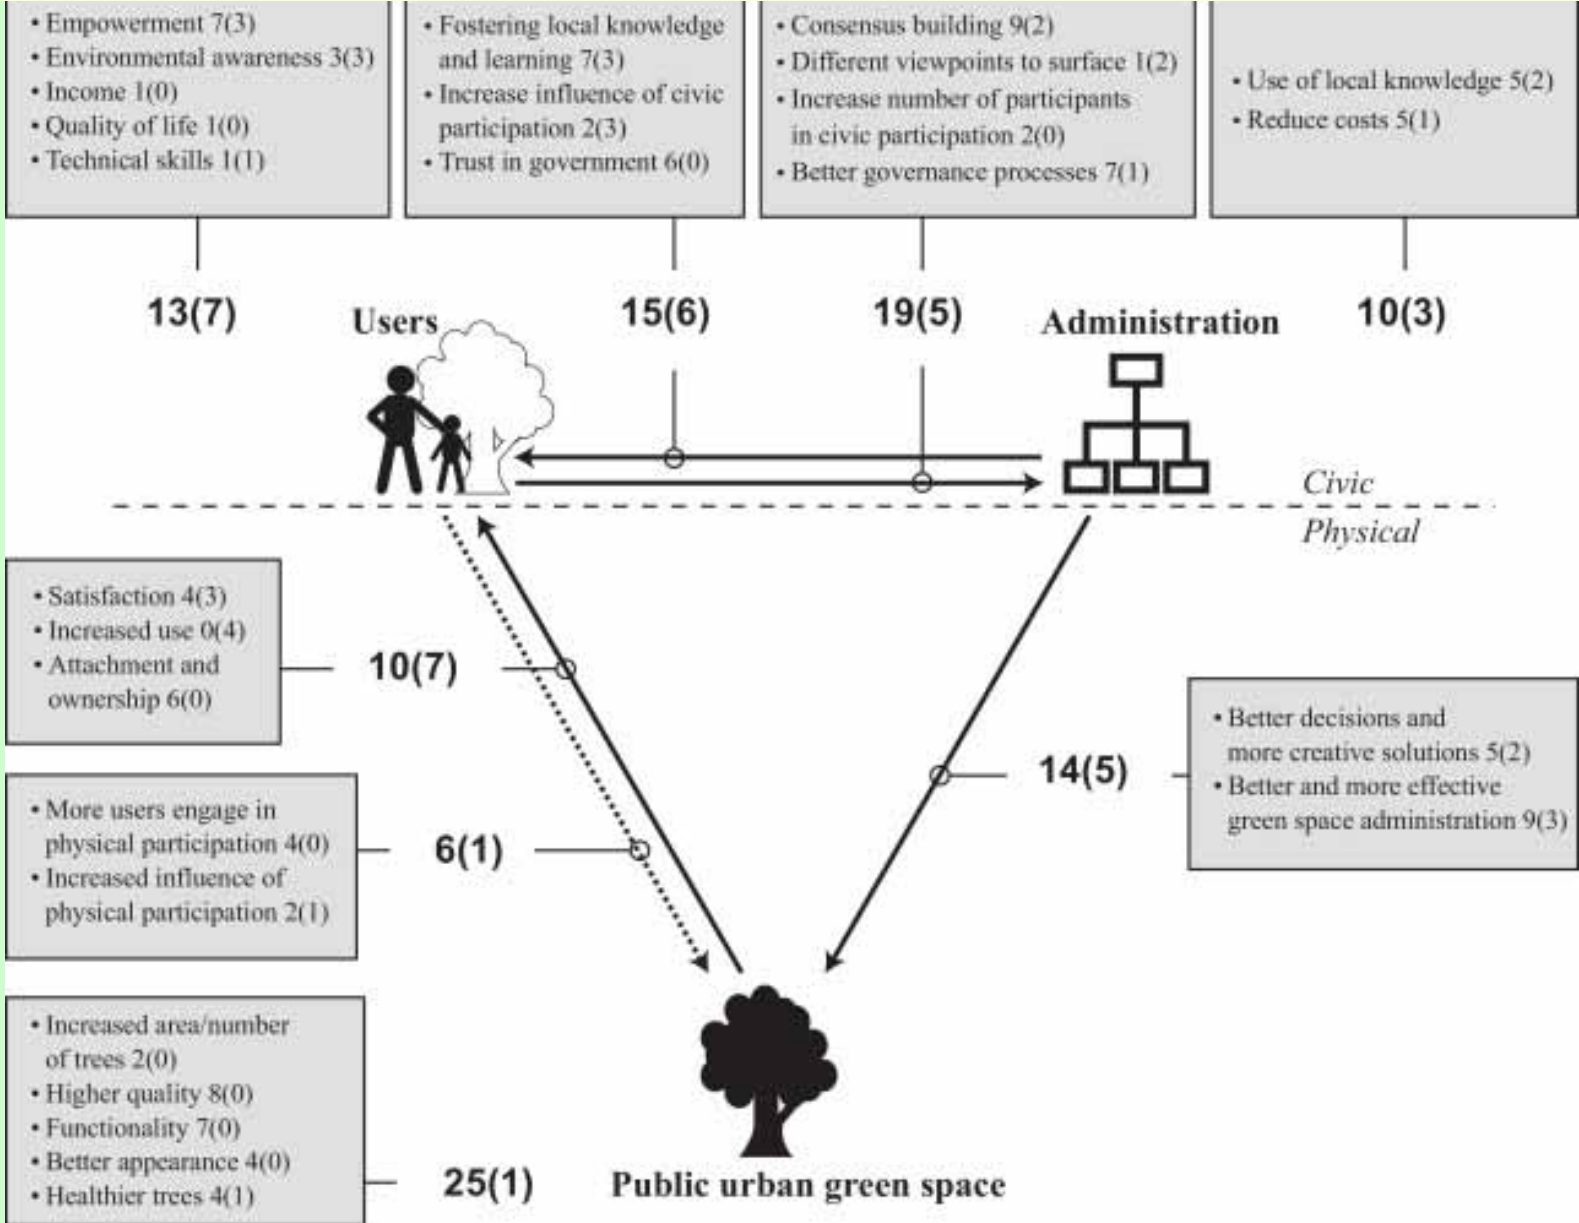 • Empowerment 7(3)
• Environmental awareness 3(3)
• Income 1(0)
• Quality of life 1(0)
• Technical skills 1(1)
• Fostering local knowledge
and learning 7(3)
• Increase influence of civic
participation 2(3)
• Trust in government 6(0)
• Consensus building 9(2)
• Different viewpoints to surface 1(2)
• Increase number of participants
in civic participation 2(0)
• Better governance processes 7(1)
• Use of local knowledge 5(2)
• Reduce costs 5(1)
13(7)
Users
15(6)
19(5)
Administration
10(3)
Civic
Physical
• Satisfaction 4(3)
• Increased use 0(4)
• Attachment and
ownership 6(0)
10(7)
• Better decisions and
more creative solutions 5(2)
• Better and more effective
green space administration 9(3)
14(5)
• More users engage in
physical participation 4(0)
• Increased influence of
physical participation 2(1)
6(1)
• Increased area/number
of trees 2(0)
• Higher quality 8(0)
• Functionality 7(0)
• Better appearance 4(0)
• Healthier trees 4(1)
25(1)
Public urban green space